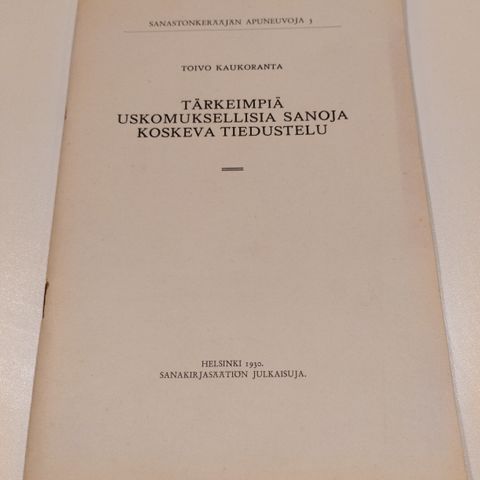 SANASTONKERÄÄJÄN APUNEUVOJA 3
TOIVO KAUKORANTA
TÄRKEIMPIÄ
USKOMUKSELLISIA SANOJA
KOSKEVA TIEDUSTELU
HELSINKI 1930.
SANAKIRJASÄÄTIÖN JULKAISUJA.